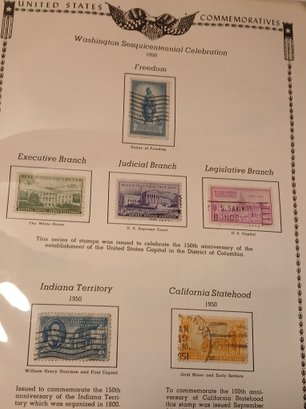 UNITED STATES COMMEMORATIVES
Washington Sesquicentennial Celebration
1950
Freedom
Statue of Freedom
Executive Branch
Judicial Branch
Legislative Branch
The White House
U.S. Supreme Court
U.S. SAVINGS
BONDS
U.S. Capitol
This series of stamps was issued to celebrate the 150th anniversary of the
establishment of the United States Capitol in the District of Columbia.
Indiana Territory
1950
California Statehood
1950
William Henry Harrison and First Capitol
Gold Miner and Early Settlers
Issued to commemorate the 150th
anniversary of the Indiana Terri-
tory which was organized in 1800.
To commemorate the 100th
anniversary of California Statehood
this stamp was issued September